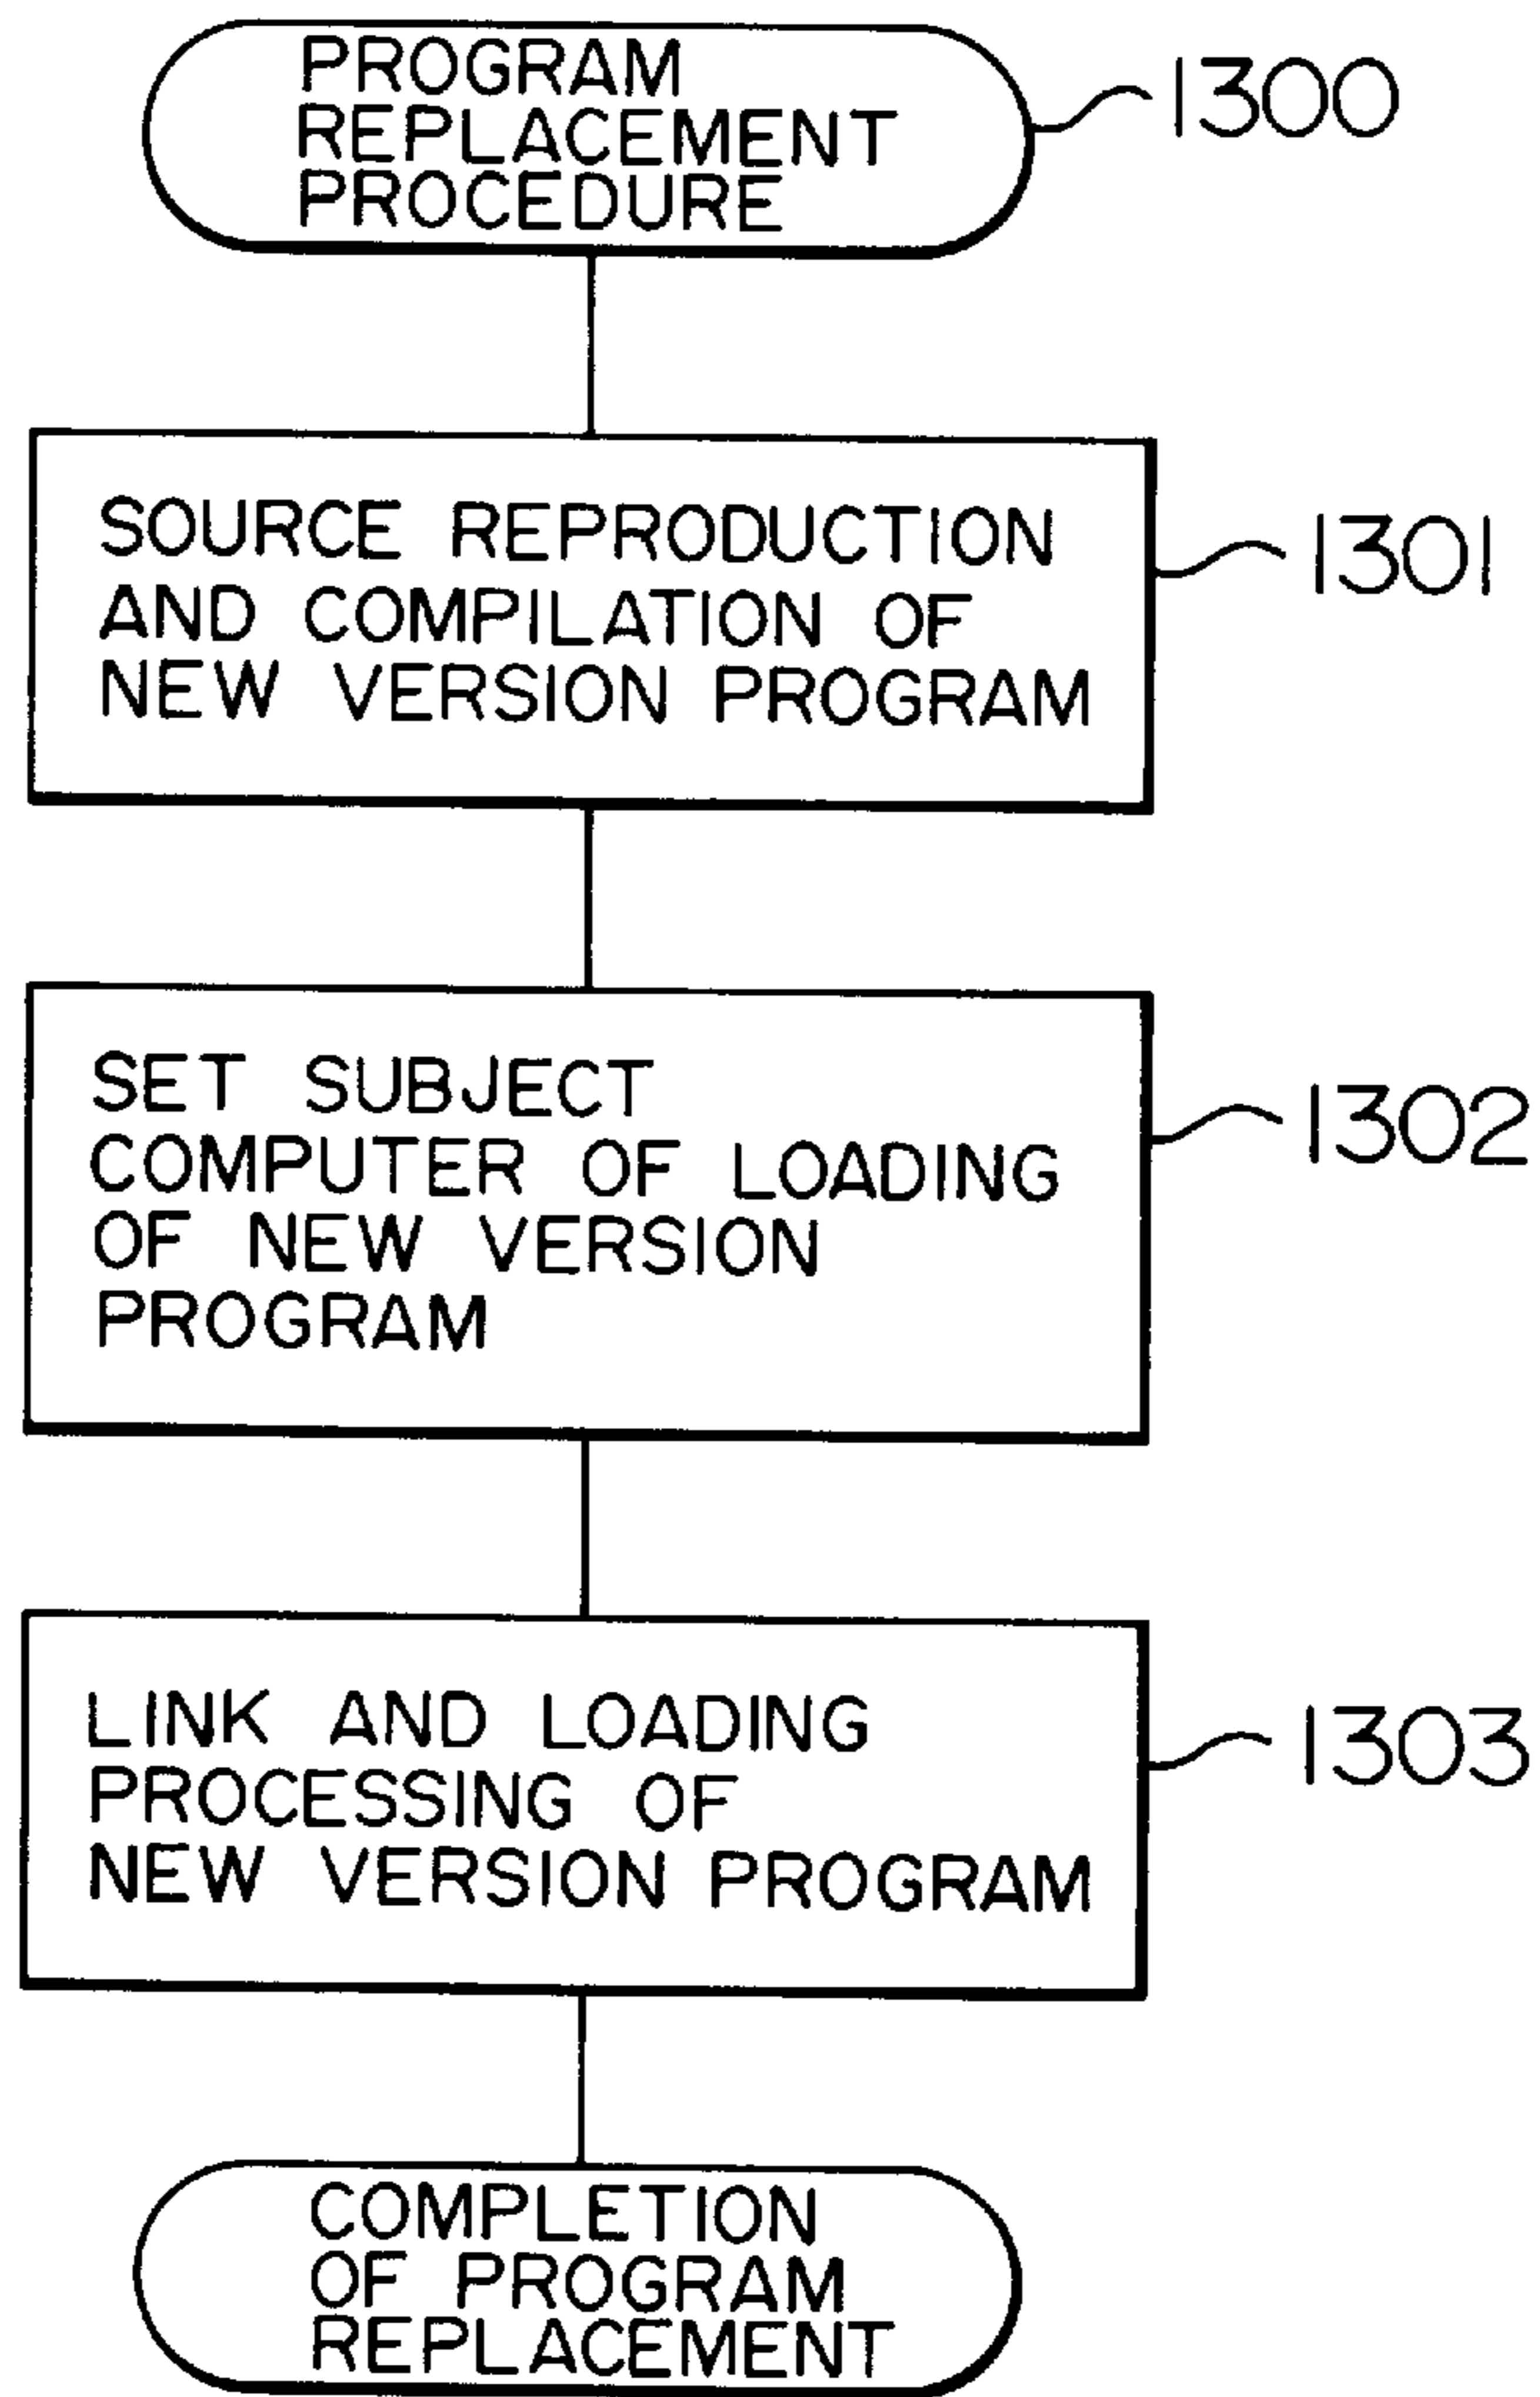 PROGRAM
REPLACEMENT
PROCEDURE
1300
SOURCE REPRODUCTION
AND COMPILATION OF
NEW VERSION PROGRAM
1301
SET SUBJECT
COMPUTER OF LOADING
OF NEW VERSION
PROGRAM
1302
LINK AND LOADING
PROCESSING OF
NEW VERSION PROGRAM
1303
COMPLETION
OF PROGRAM
REPLACEMENT